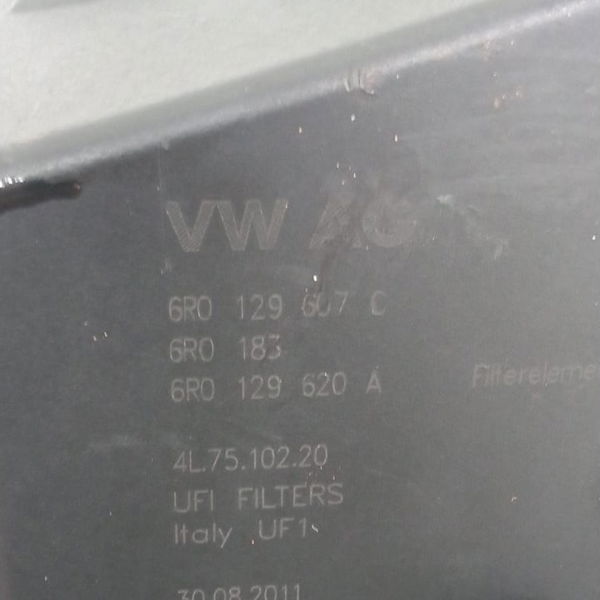 VW AG
6R0 129 607 C
6R0 183
6R0 129 620 A
Filtereleme
4L.75.102.20
UFI FILTERS
Italy UF1
30.08.2011